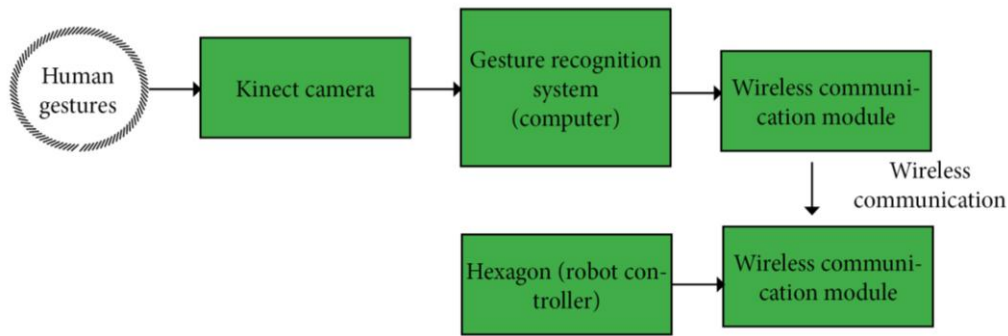 Human
gestures
Kinect camera
Gesture recognition
system
(computer)
Wireless communi-
cation module
Wireless
communication
Hexagon (robot con-
troller)
Wireless communi-
cation module